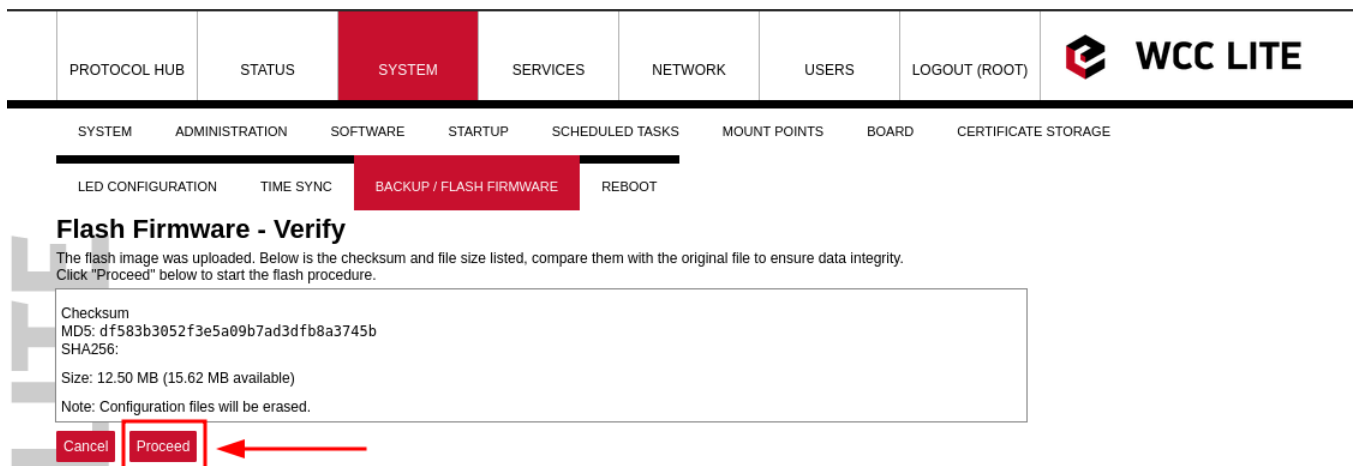 PROTOCOL HUB STATUS SYSTEM SERVICES NETWORK USERS LOGOUT (ROOT) WCC LITE
SYSTEM ADMINISTRATION SOFTWARE STARTUP SCHEDULED TASKS MOUNT POINTS BOARD CERTIFICATE STORAGE
LED CONFIGURATION TIME SYNC BACKUP / FLASH FIRMWARE REBOOT
Flash Firmware - Verify
The flash image was uploaded. Below is the checksum and file size listed, compare them with the original file to ensure data integrity.
Click "Proceed" below to start the flash procedure.
Checksum
MD5: df583b3052f3e5a09b7ad3dfb8a3745b
SHA256:
Size: 12.50 MB (15.62 MB available)
Note: Configuration files will be erased.
Cancel Proceed
LITE